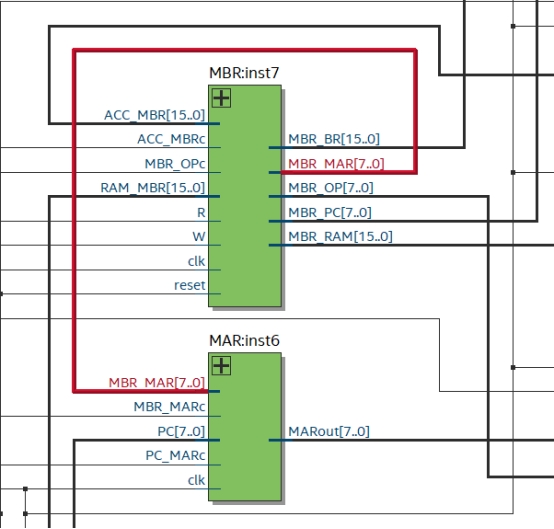 MBR:inst7
ACC_MBR[15..0]
ACC_MBRc
MBR_OPc
RAM_MBR[15..0]
R
W
clk
reset
MBR_BR[15..0]
MBR_MAR[7..0]
MBR_OP[7..0]
MBR_PC[7..0]
MBR_RAM[15..0]
MAR:inst6
MBR_MAR[7..0]
MBR_MARc
PC[7..0]
PC_MARc
clk
MARout[7..0]